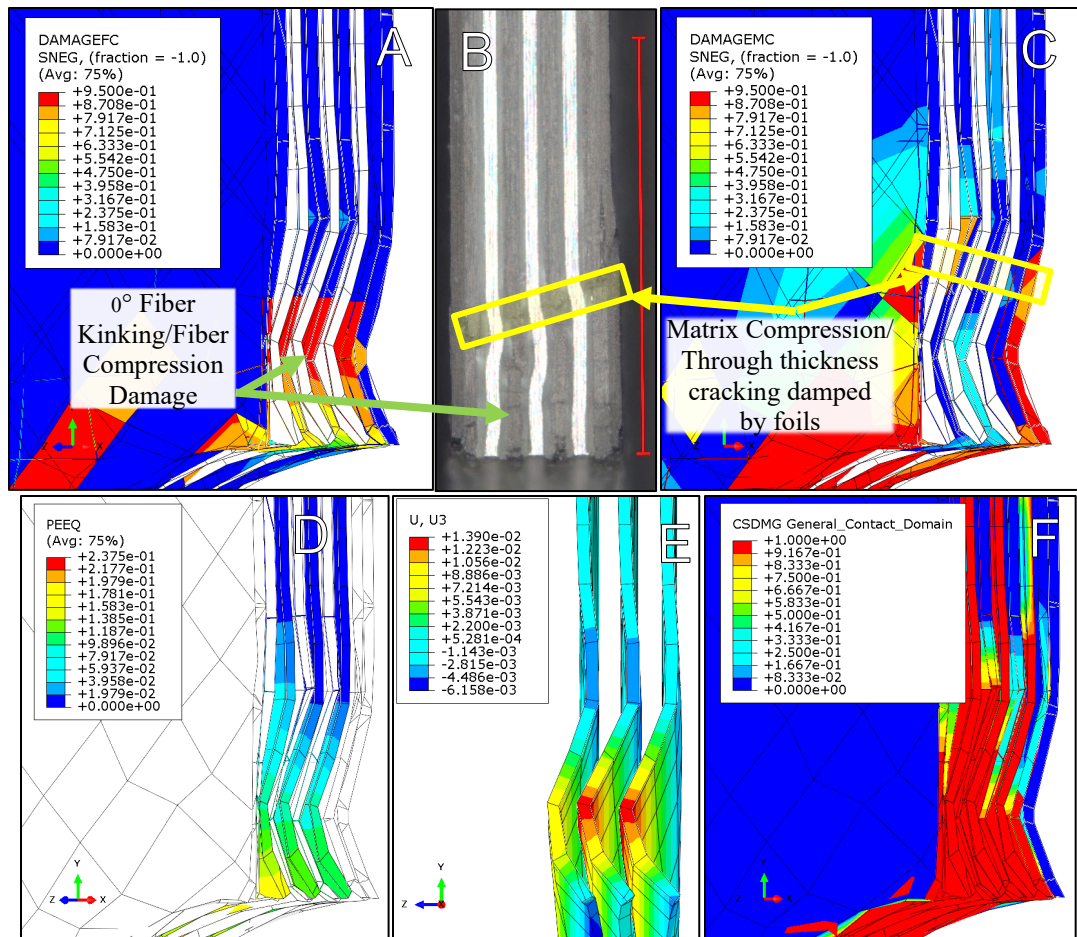 A
DAMAGEFC
SNEG, (fraction = -1.0)
(Avg: 75%)
+9.500e-01
+8.708e-01
+7.917e-01
+7.125e-01
+6.333e-01
+5.542e-01
+4.750e-01
+3.958e-01
+3.167e-01
+2.375e-01
+1.583e-01
+7.917e-02
+0.000e+00
0° Fiber
Kinking/Fiber
Compression
Damage
Y
Z
X
B
C
DAMAGEMC
SNEG, (fraction = -1.0)
(Avg: 75%)
+9.500e-01
+8.708e-01
+7.917e-01
+7.125e-01
+6.333e-01
+5.542e-01
+4.750e-01
+3.958e-01
+3.167e-01
+2.375e-01
+1.583e-01
+7.917e-02
+0.000e+00
Matrix Compression/
Through thickness
cracking damped
by foils
X
D
PEEQ
(Avg: 75%)
+2.375e-01
+2.177e-01
+1.979e-01
+1.781e-01
+1.583e-01
+1.385e-01
+1.187e-01
+9.896e-02
+7.917e-02
+5.937e-02
+3.958e-02
+1.979e-02
+0.000e+00
Y
Z
X
E
U, U3
+1.390e-02
+1.223e-02
+1.056e-02
+8.886e-03
+7.214e-03
+5.543e-03
+3.871e-03
+2.200e-03
+5.281e-04
-1.143e-03
-2.815e-03
-4.486e-03
-6.158e-03
Y
Z
X
F
CSDMG General_Contact_Domain
+1.000e+00
+9.167e-01
+8.333e-01
+7.500e-01
+6.667e-01
+5.833e-01
+5.000e-01
+4.167e-01
+3.333e-01
+2.500e-01
+1.667e-01
+8.333e-02
+0.000e+00
Y
Z
X